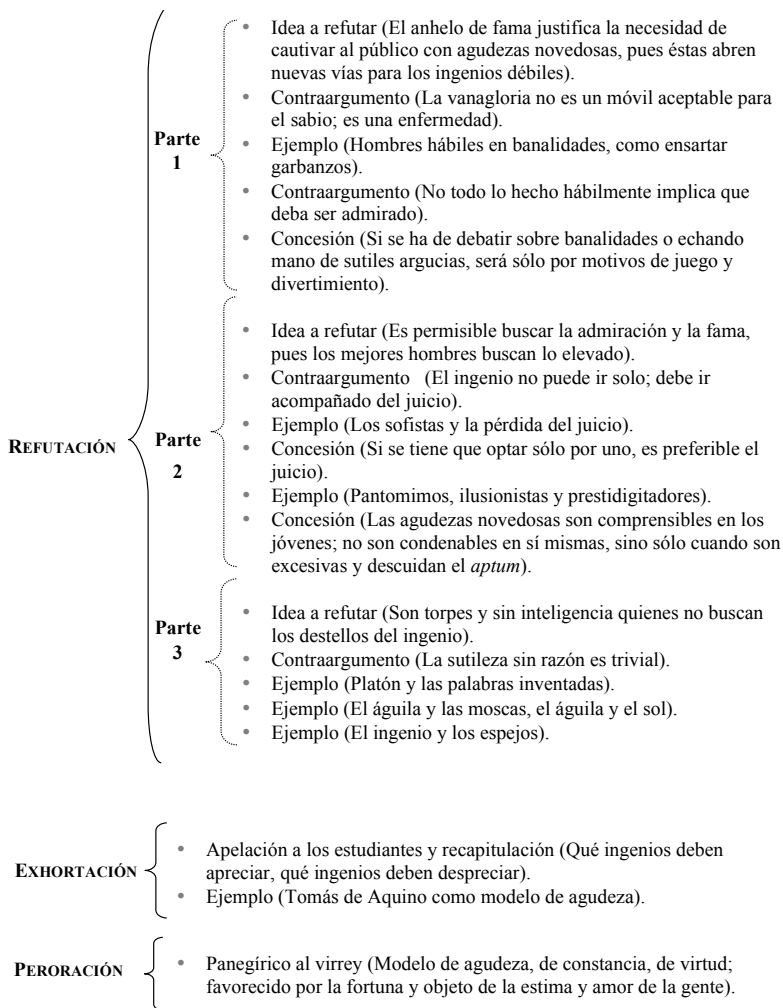 • Idea a refutar (El anhelo de fama justifica la necesidad de
cautivar al público con agudezas novedosas, pues éstas abren
nuevas vías para los ingenios débiles).
• Contraargumento (La vanagloria no es un móvil aceptable para
el sabio; es una enfermedad).
Parte
1
• Ejemplo (Hombres hábiles en banalidades, como ensartar
garbanzos).
• Contraargumento (No todo lo hecho hábilmente implica que
deba ser admirado).
• Concesión (Si se ha de debatir sobre banalidades o echando
mano de sutiles argucias, será sólo por motivos de juego y
divertimiento).
• Idea a refutar (Es permisible buscar la admiración y la fama,
pues los mejores hombres buscan lo elevado).
• Contraargumento (El ingenio no puede ir solo; debe ir
acompañado del juicio).
• Ejemplo (Los sofistas y la pérdida del juicio).
REFUTACIÓN
Parte
2
• Concesión (Si se tiene que optar sólo por uno, es preferible el
juicio).
• Ejemplo (Pantomimos, ilusionistas y prestidigitadores).
• Concesión (Las agudezas novedosas son comprensibles en los
jóvenes; no son condenables en sí mismas, sino sólo cuando son
excesivas y descuidan el aptum).
Parte
3
• Idea a refutar (Son torpes y sin inteligencia quienes no buscan
los destellos del ingenio).
• Contraargumento (La sutileza sin razón es trivial).
• Ejemplo (Platón y las palabras inventadas).
• Ejemplo (El águila y las moscas, el águila y el sol).
• Ejemplo (El ingenio y los espejos).
EXHORTACIÓN
• Apelación a los estudiantes y recapitulación (Qué ingenios deben
apreciar, qué ingenios deben despreciar).
• Ejemplo (Tomás de Aquino como modelo de agudeza).
PERORACIÓN
• Panegírico al virrey (Modelo de agudeza, de constancia, de virtud;
favorecido por la fortuna y objeto de la estima y amor de la gente).